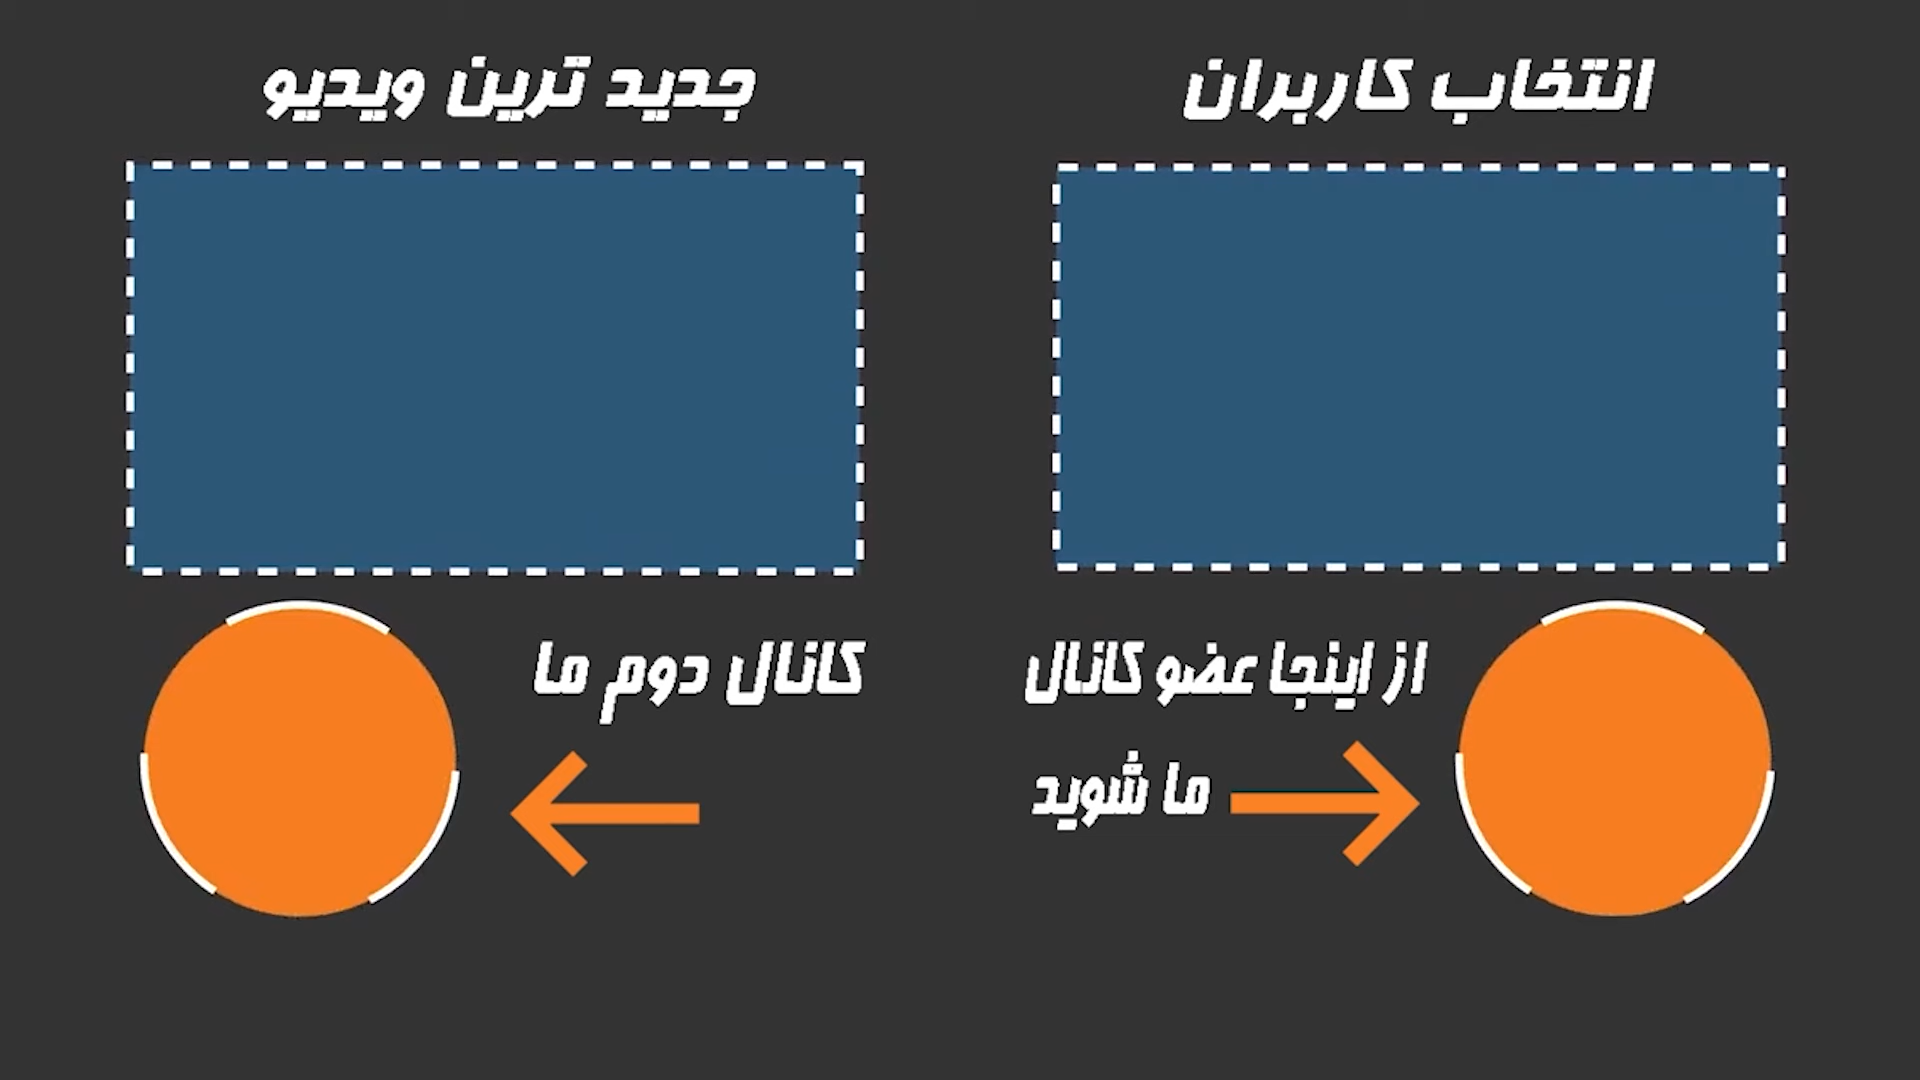 انتخاب کاربران
جدید ترین ویدیو
از اینجا عضو کانال
ما شوید
کانال دوم ما